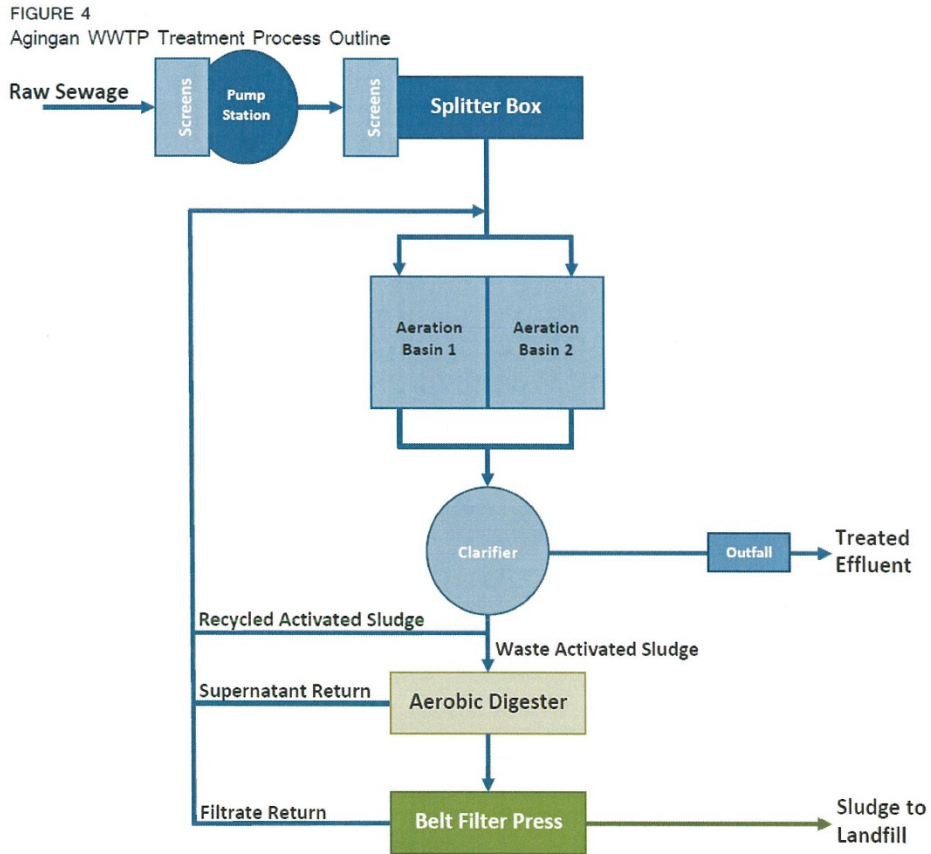 FIGURE 4
Agingan WWTP Treatment Process Outline
Raw Sewage
Screens
Pump
Station
Screens
Splitter Box
Aeration
Basin 1
Aeration
Basin 2
Clarifier
Outfall
Treated
Effluent
Recycled Activated Sludge
Waste Activated Sludge
Supernatant Return
Aerobic Digester
Filtrate Return
Belt Filter Press
Sludge to
Landfill